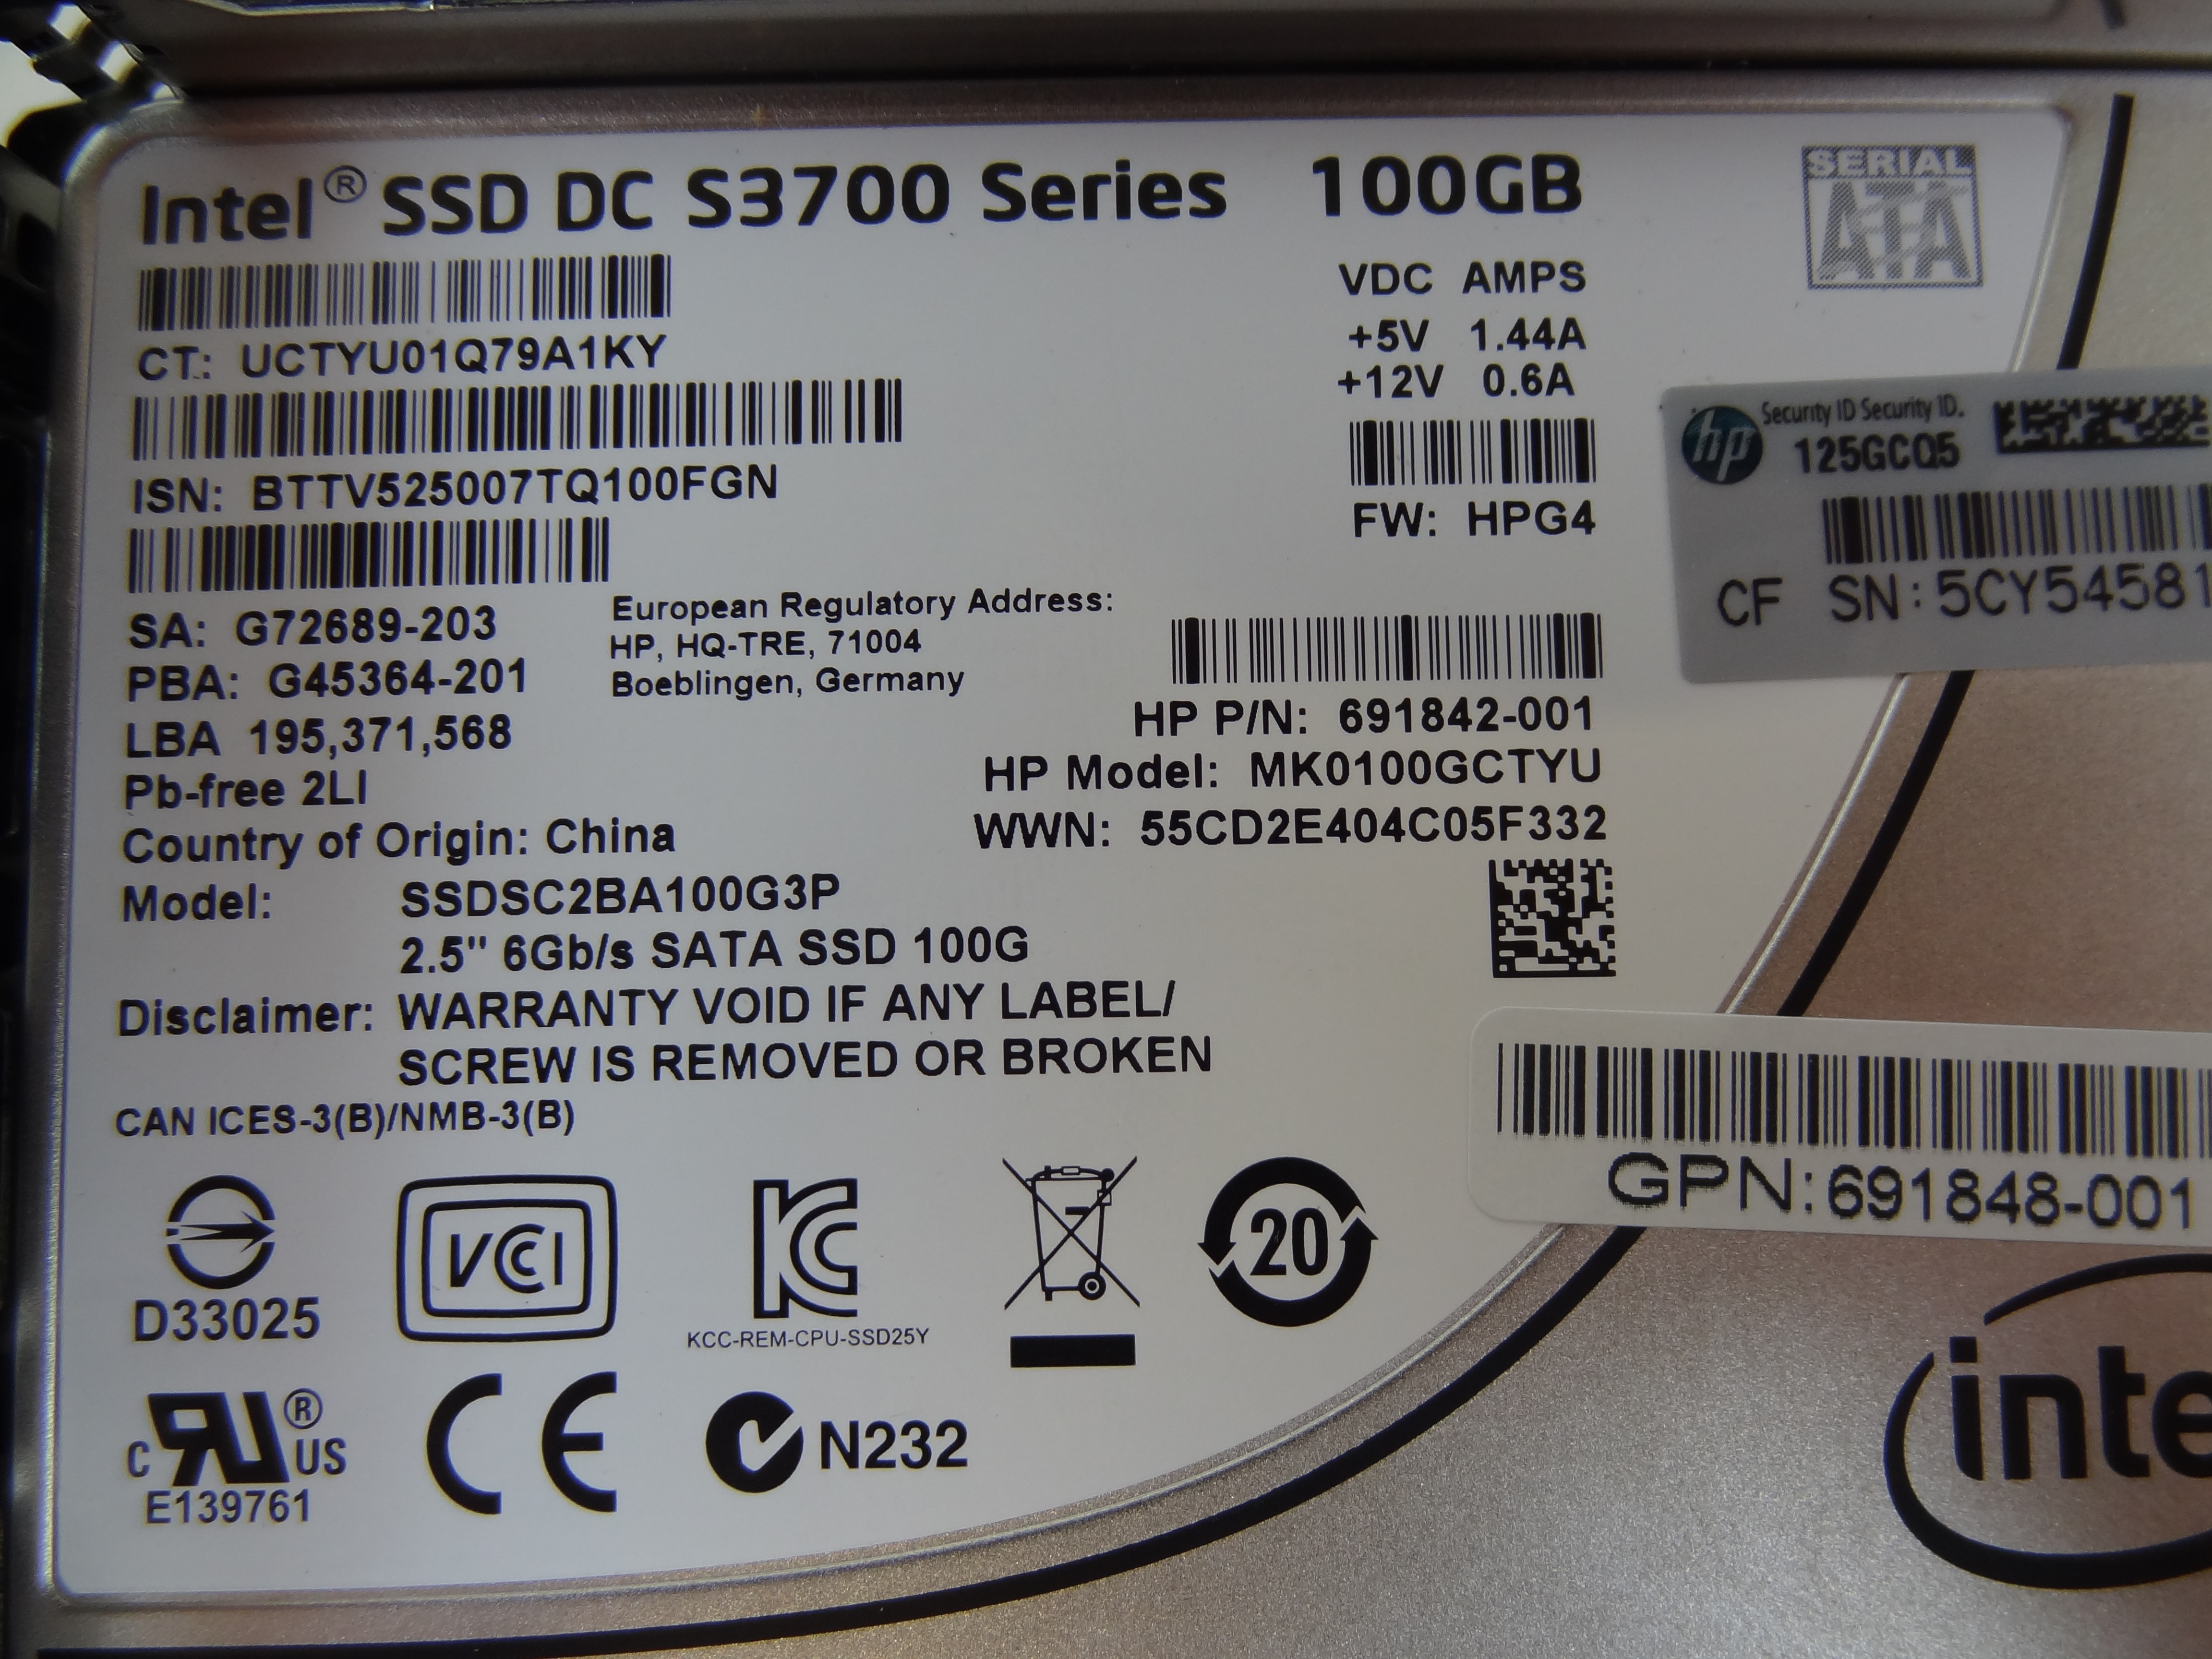 Intel® SSD DC S3700 Series 100GB
SERIAL
ATA
VDC AMPS
+5V 1.44A
+12V 0.6A
CT: UCTYU01Q79A1KY
ISN: BTTV525007TQ100FGN
FW: HPG4
hp
Security ID Security ID.
125GCQ5
CF SN:5CY54581
SA: G72689-203
PBA: G45364-201
LBA 195,371,568
Pb-free 2LI
Country of Origin: China
European Regulatory Address:
HP, HQ-TRE, 71004
Boeblingen, Germany
HP P/N: 691842-001
HP Model: MK0100GCTYU
WWN: 55CD2E404C05F332
Model: SSDSC2BA100G3P
2.5" 6Gb/s SATA SSD 100G
Disclaimer: WARRANTY VOID IF ANY LABEL/
SCREW IS REMOVED OR BROKEN
CAN ICES-3(B)/NMB-3(B)
GPN:691848-001
D33025
VCI
KC
KCC-REM-CPU-SSD25Y
20
c RU ® US
E139761
CE
N232
inte